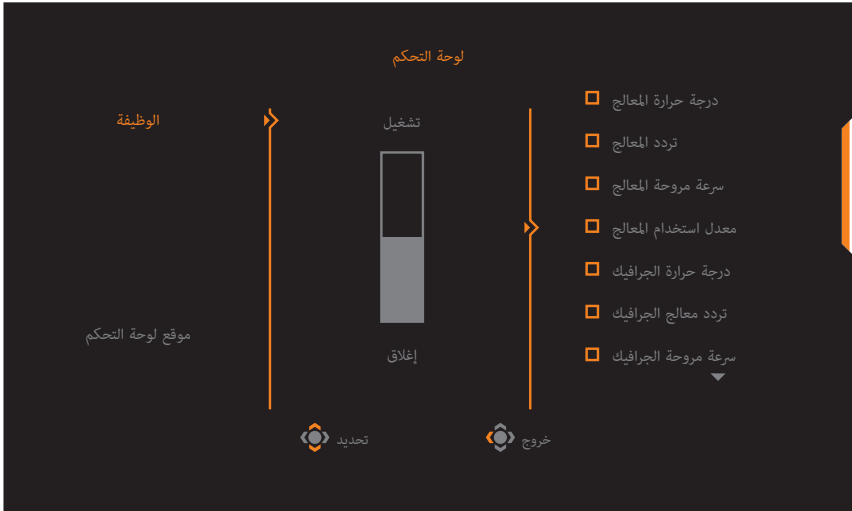 لوحة التحكم
الوظيفة
موقع لوحة التحكم
تشغيل
إغلاق
درجة حرارة المعالج
تردد المعالج
سرعة مروحة المعالج
معدل استخدام المعالج
درجة حرارة الجرافيك
تردد معالج الجرافيك
سرعة مروحة الجرافيك
تحديد
خروج